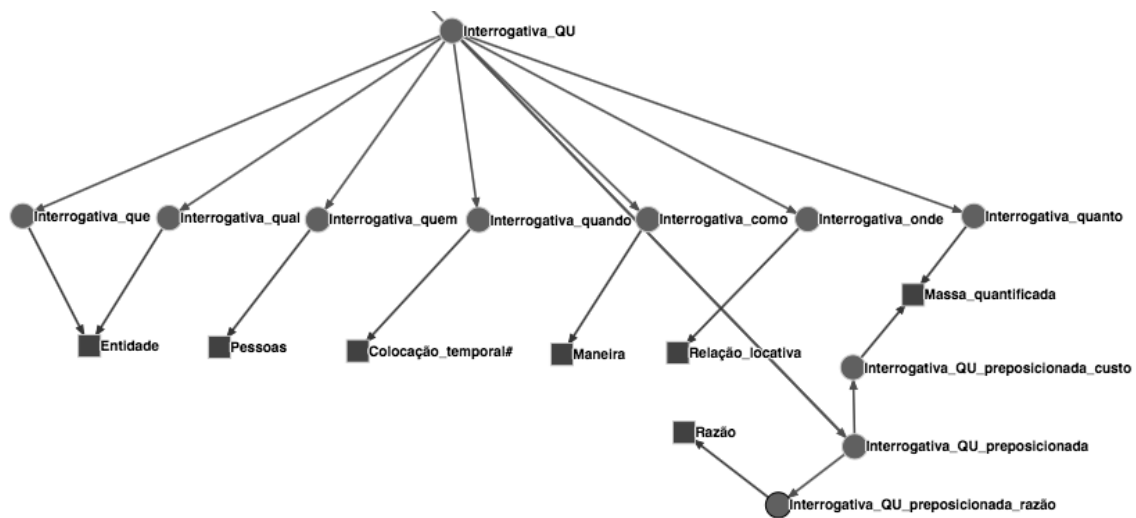 Interrogativa_QU
Interrogativa_que
Interrogativa_qual
Interrogativa_quem
Interrogativa_quando
Interrogativa_como
Interrogativa_onde
Interrogativa_quanto
Massa_quantificada
Entidade
Pessoas
Colocação_temporal#
Maneira
Relação_locativa
Interrogativa_QU_preposicionada_custo
Razão
Interrogativa_QU_preposicionada
Interrogativa_QU_preposicionada_razão